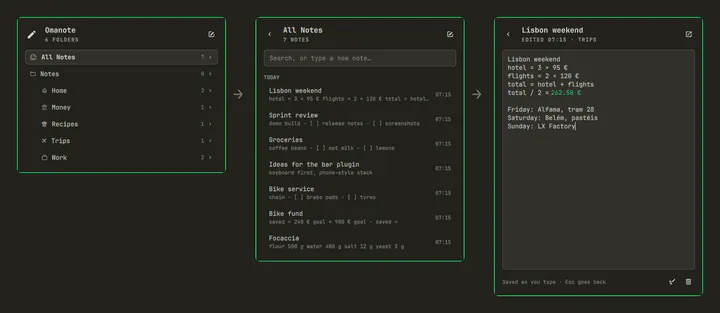 Omanote
6 FOLDERS
All Notes 7 ›
Notes 0 ›
Home 2 ›
Money 1 ›
Recipes 1 ›
Trips 1 ›
Work 2 ›
All Notes
7 NOTES
Search, or type a new note…
TODAY
Lisbon weekend
hotel = 3 × 95 € flights = 2 × 120 € total = hotel…
07:15
Sprint review
demo build - [ ] release notes - [ ] screenshots
07:15
Groceries
coffee beans - [ ] oat milk - [ ] lemons
07:15
Ideas for the bar plugin
keyboard first, phone-style stack
07:15
Bike service
chain - [ ] brake pads - [ ] tyres
07:15
Bike fund
saved = 240 € goal = 900 € goal - saved =
07:15
Focaccia
flour 500 g water 400 g salt 12 g yeast 3 g
07:15
Lisbon weekend
EDITED 07:15 · TRIPS
Lisbon weekend
hotel = 3 × 95 €
flights = 2 × 120 €
total = hotel + flights
total / 2 = 262.50 €
Friday: Alfama, tram 28
Saturday: Belém, pastéis
Sunday: LX Factory
Saved as you type · Esc goes back